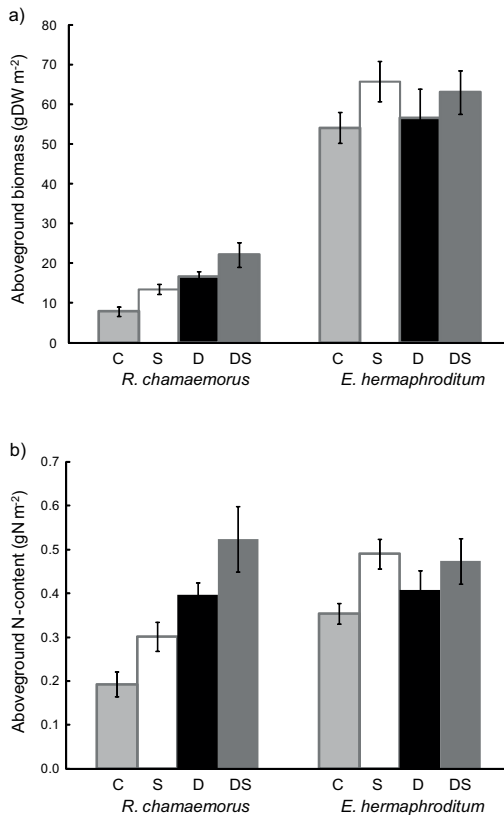 a)
Aboveground biomass (gDW m⁻²)
80
70
60
50
40
30
20
10
0
C S D DS C S D DS
R. chamaemorus E. hermaphroditum
b)
Aboveground N-content (gN m⁻²)
0.7
0.6
0.5
0.4
0.3
0.2
0.1
0.0
C S D DS C S D DS
R. chamaemorus E. hermaphroditum